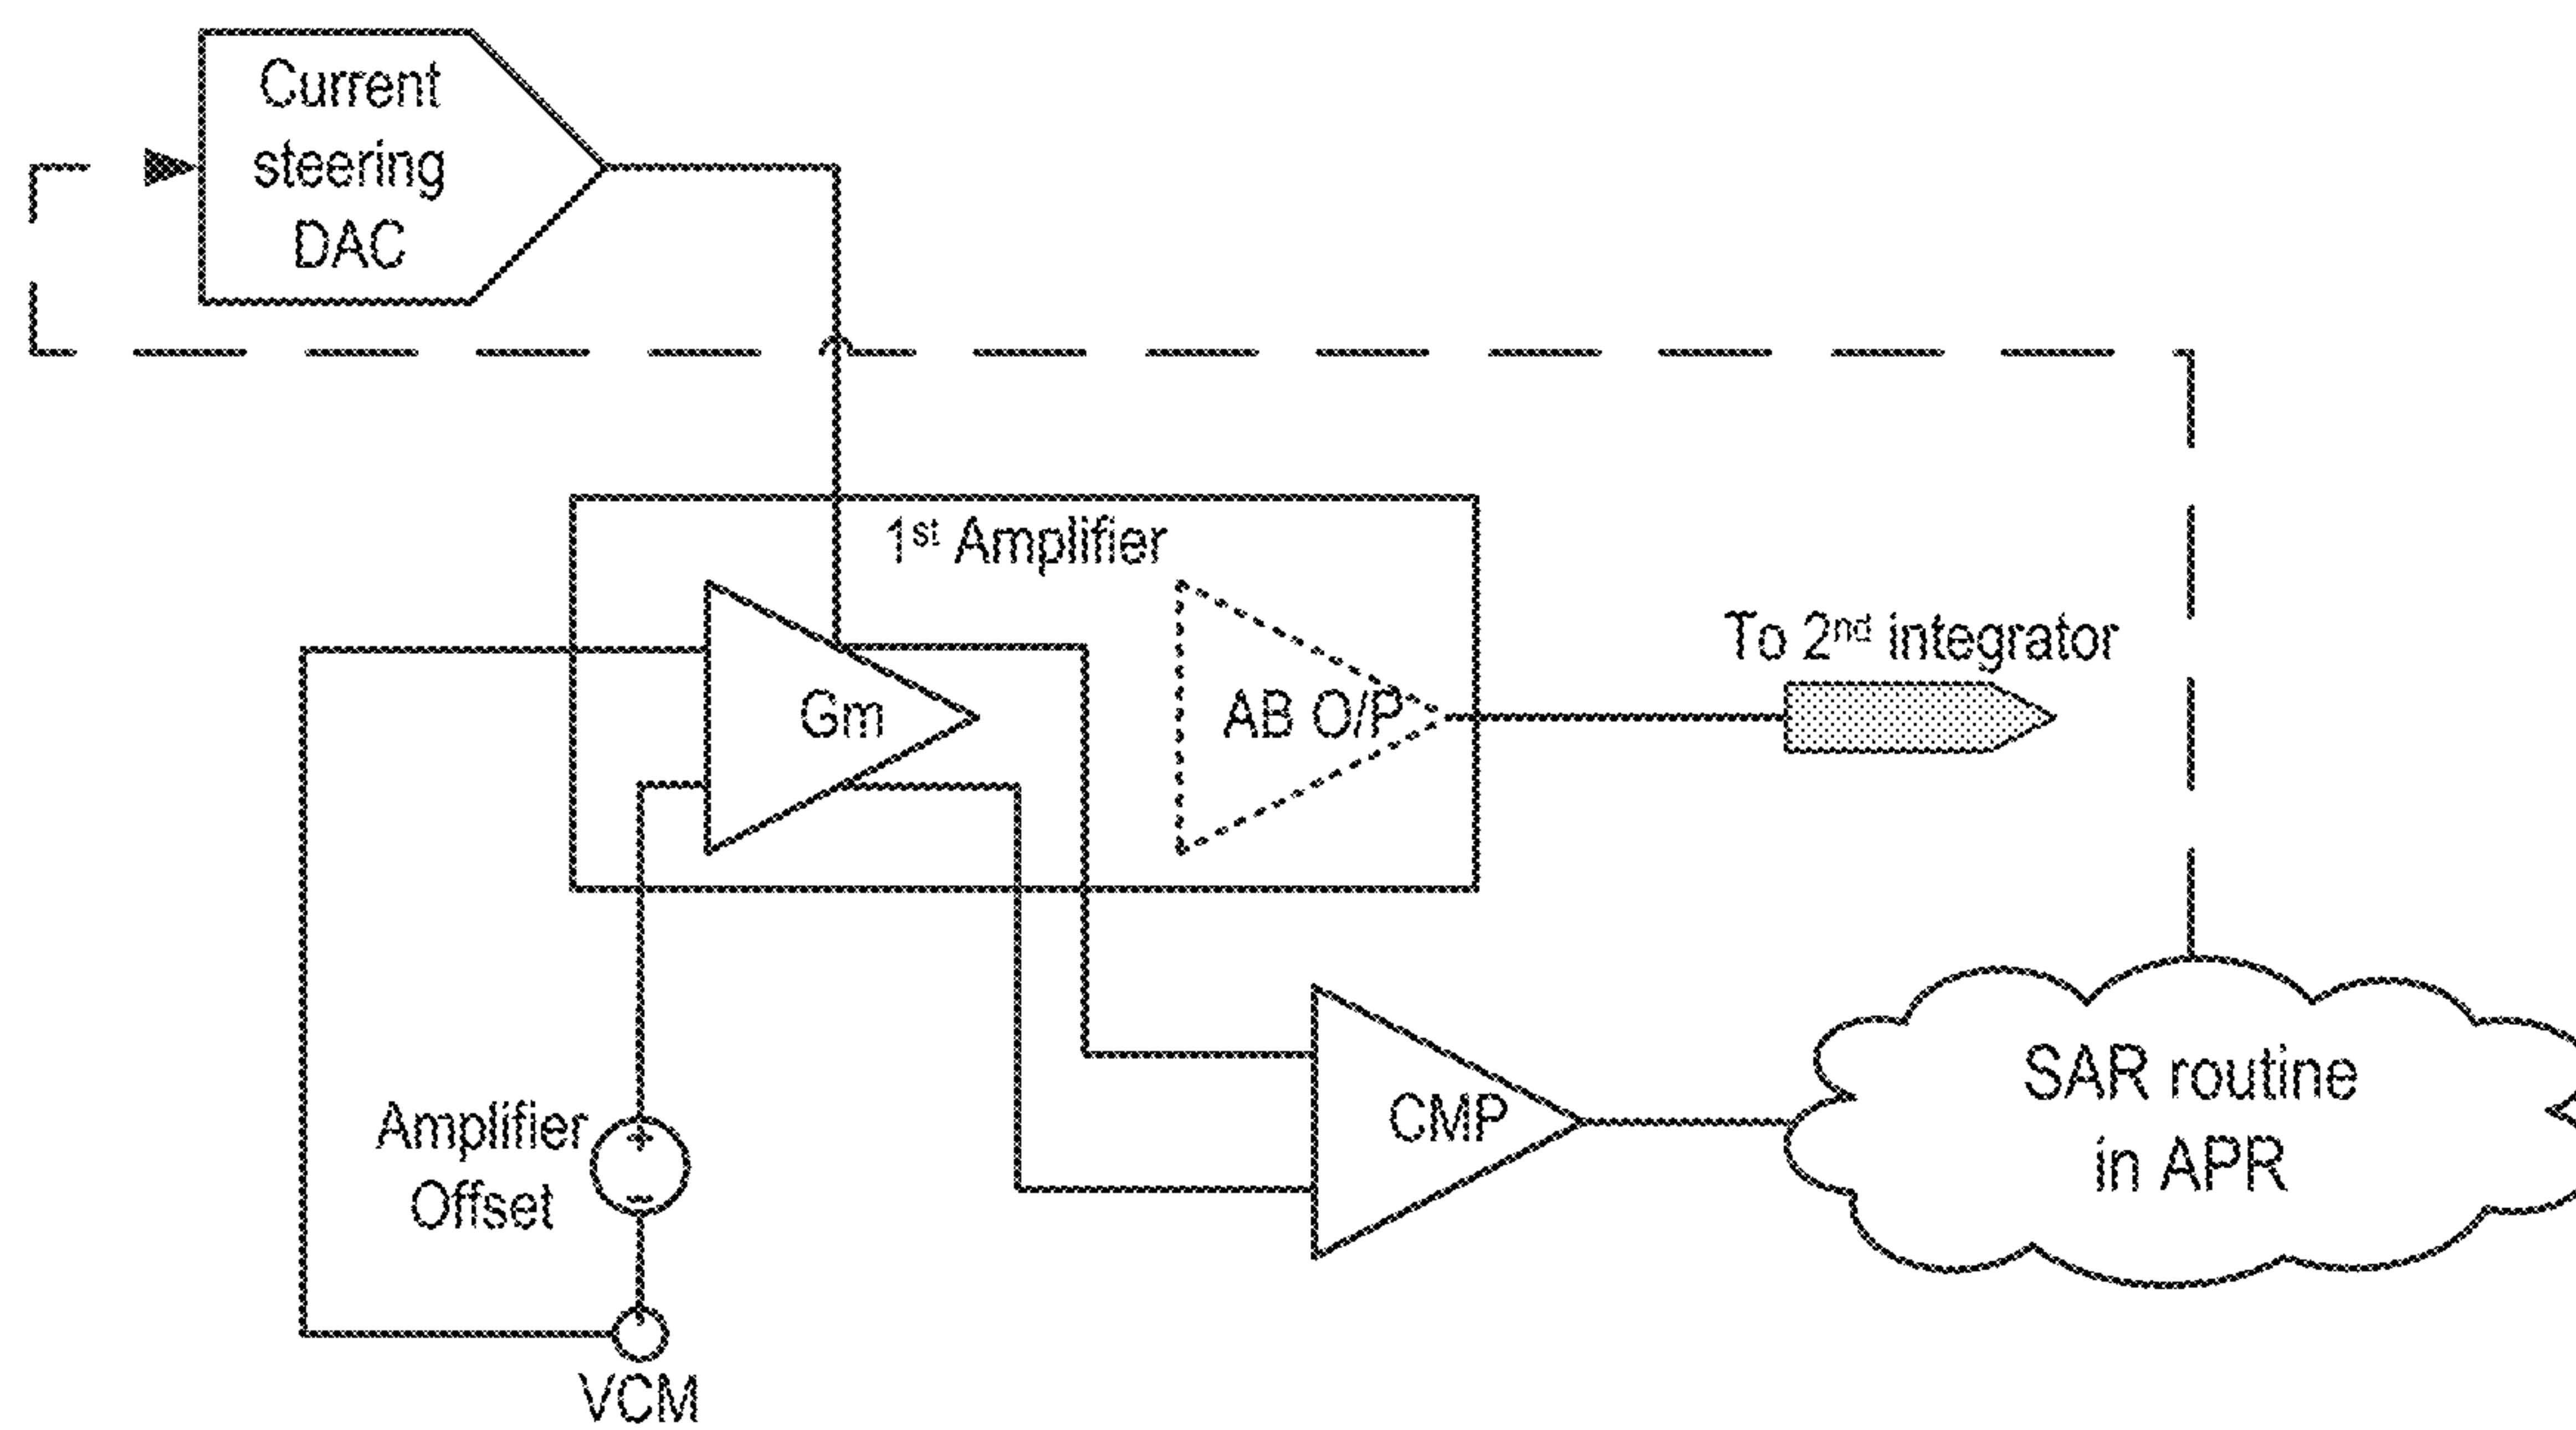 Current
steering
DAC
1st Amplifier
To 2nd integrator
Gm
AB O/P
SAR routine
in APR
CMP
Amplifier
Offset
+
-
VCM